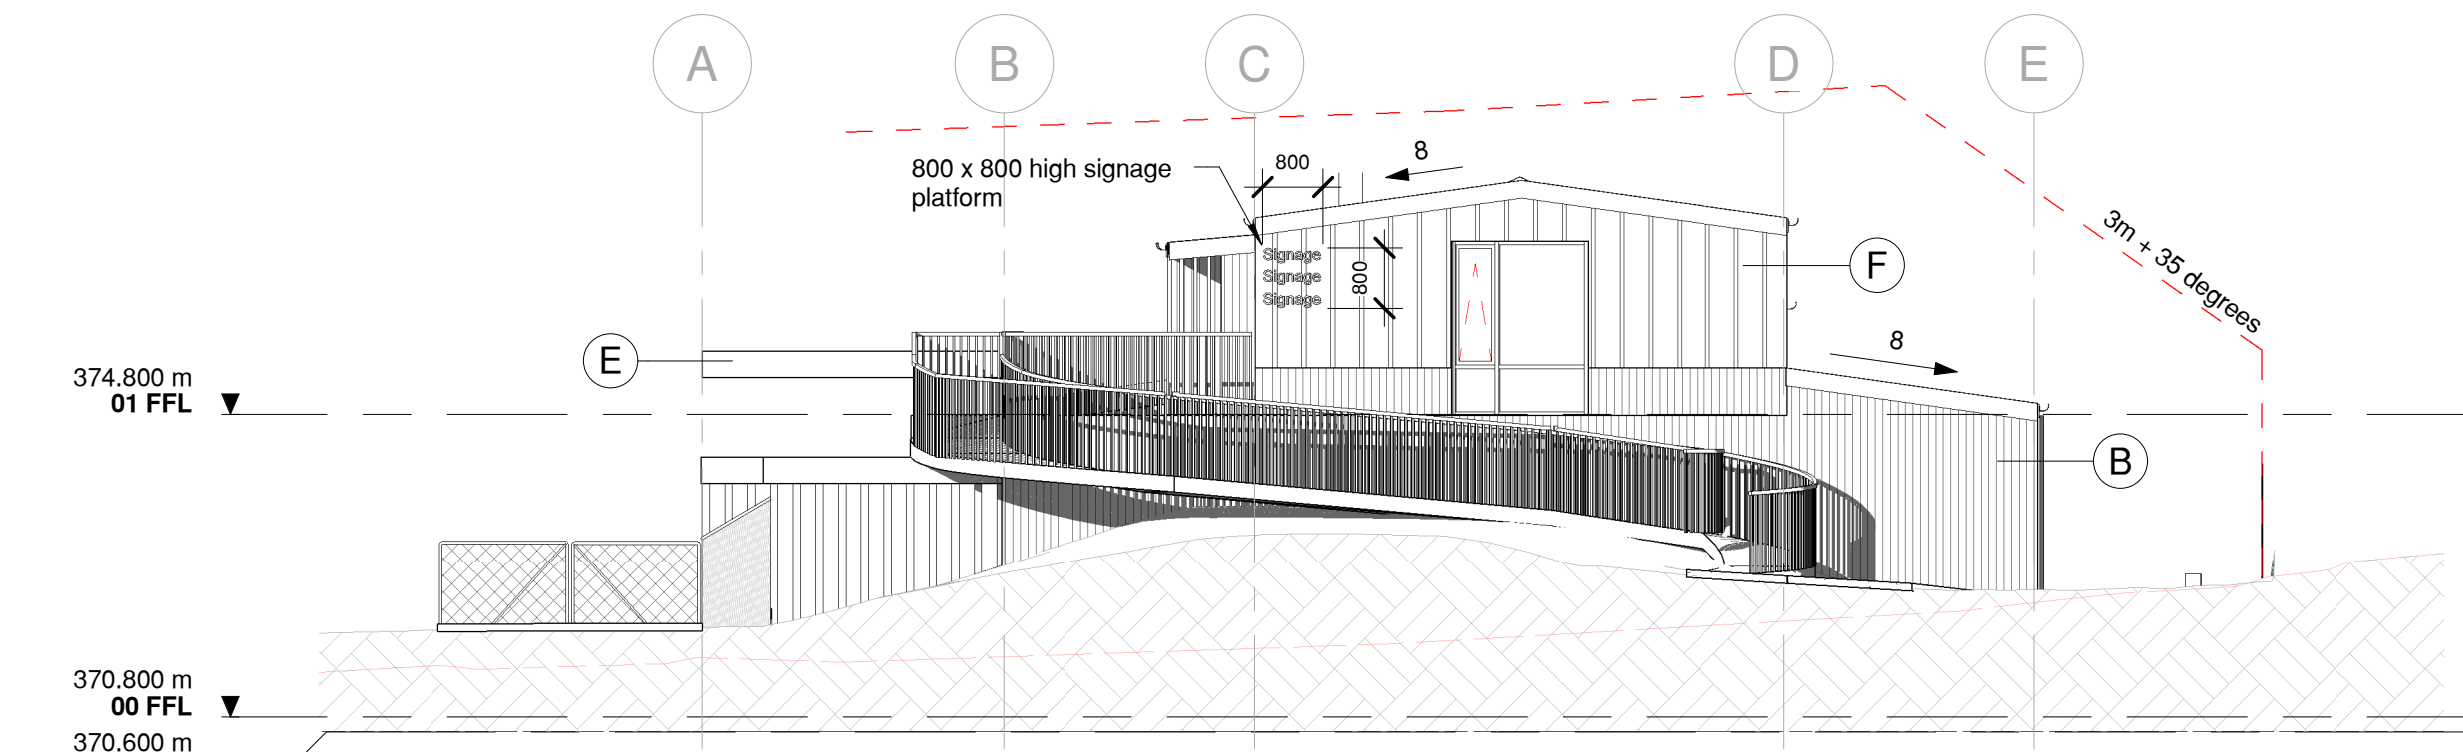 A
B
C
D
E
800 x 800 high signage
platform
800
8
3m + 35 degrees
Signage
Signage
Signage
800
F
8
E
374.800 m
01 FFL
B
370.800 m
00 FFL
370.600 m